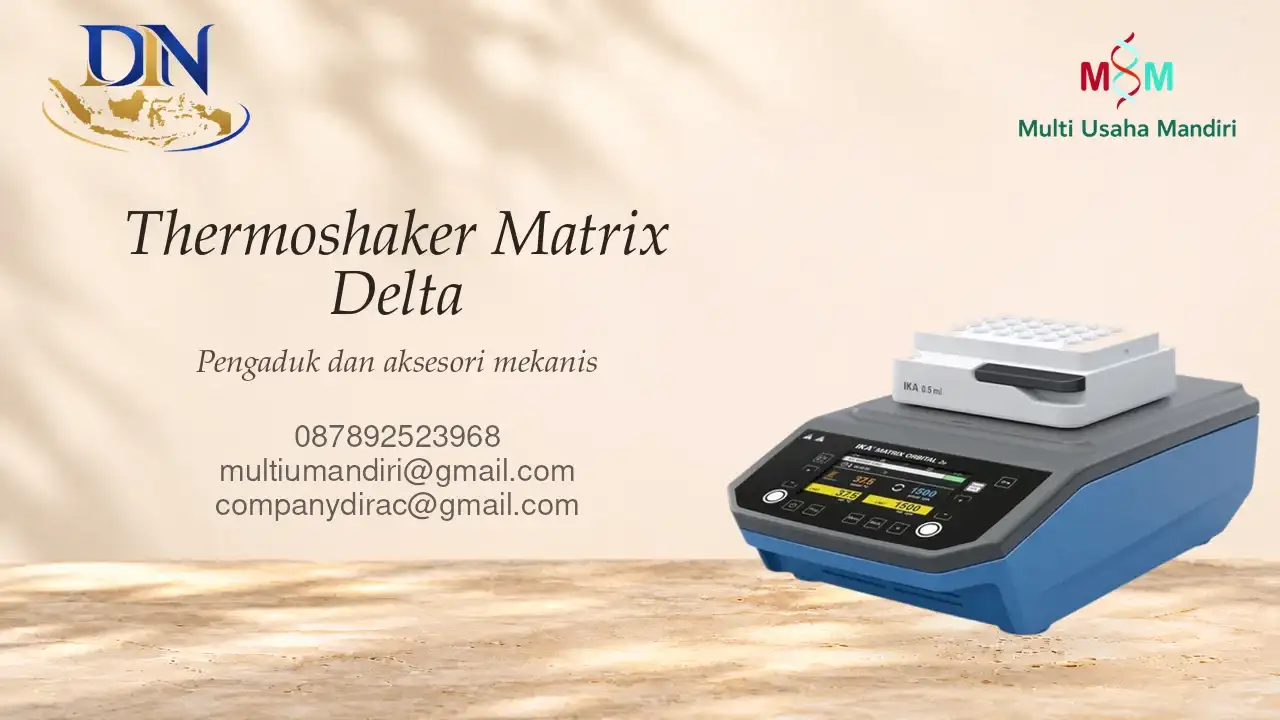 DIN
MSM
Multi Usaha Mandiri
Thermoshaker Matrix
Delta
Pengaduk dan aksesori mekanis
087892523968
multiumandiri@gmail.com
companydirac@gmail.com
IKA 0.5 ml
IKA MATRIX ORBITAL
37.5
1500
37.5
1500